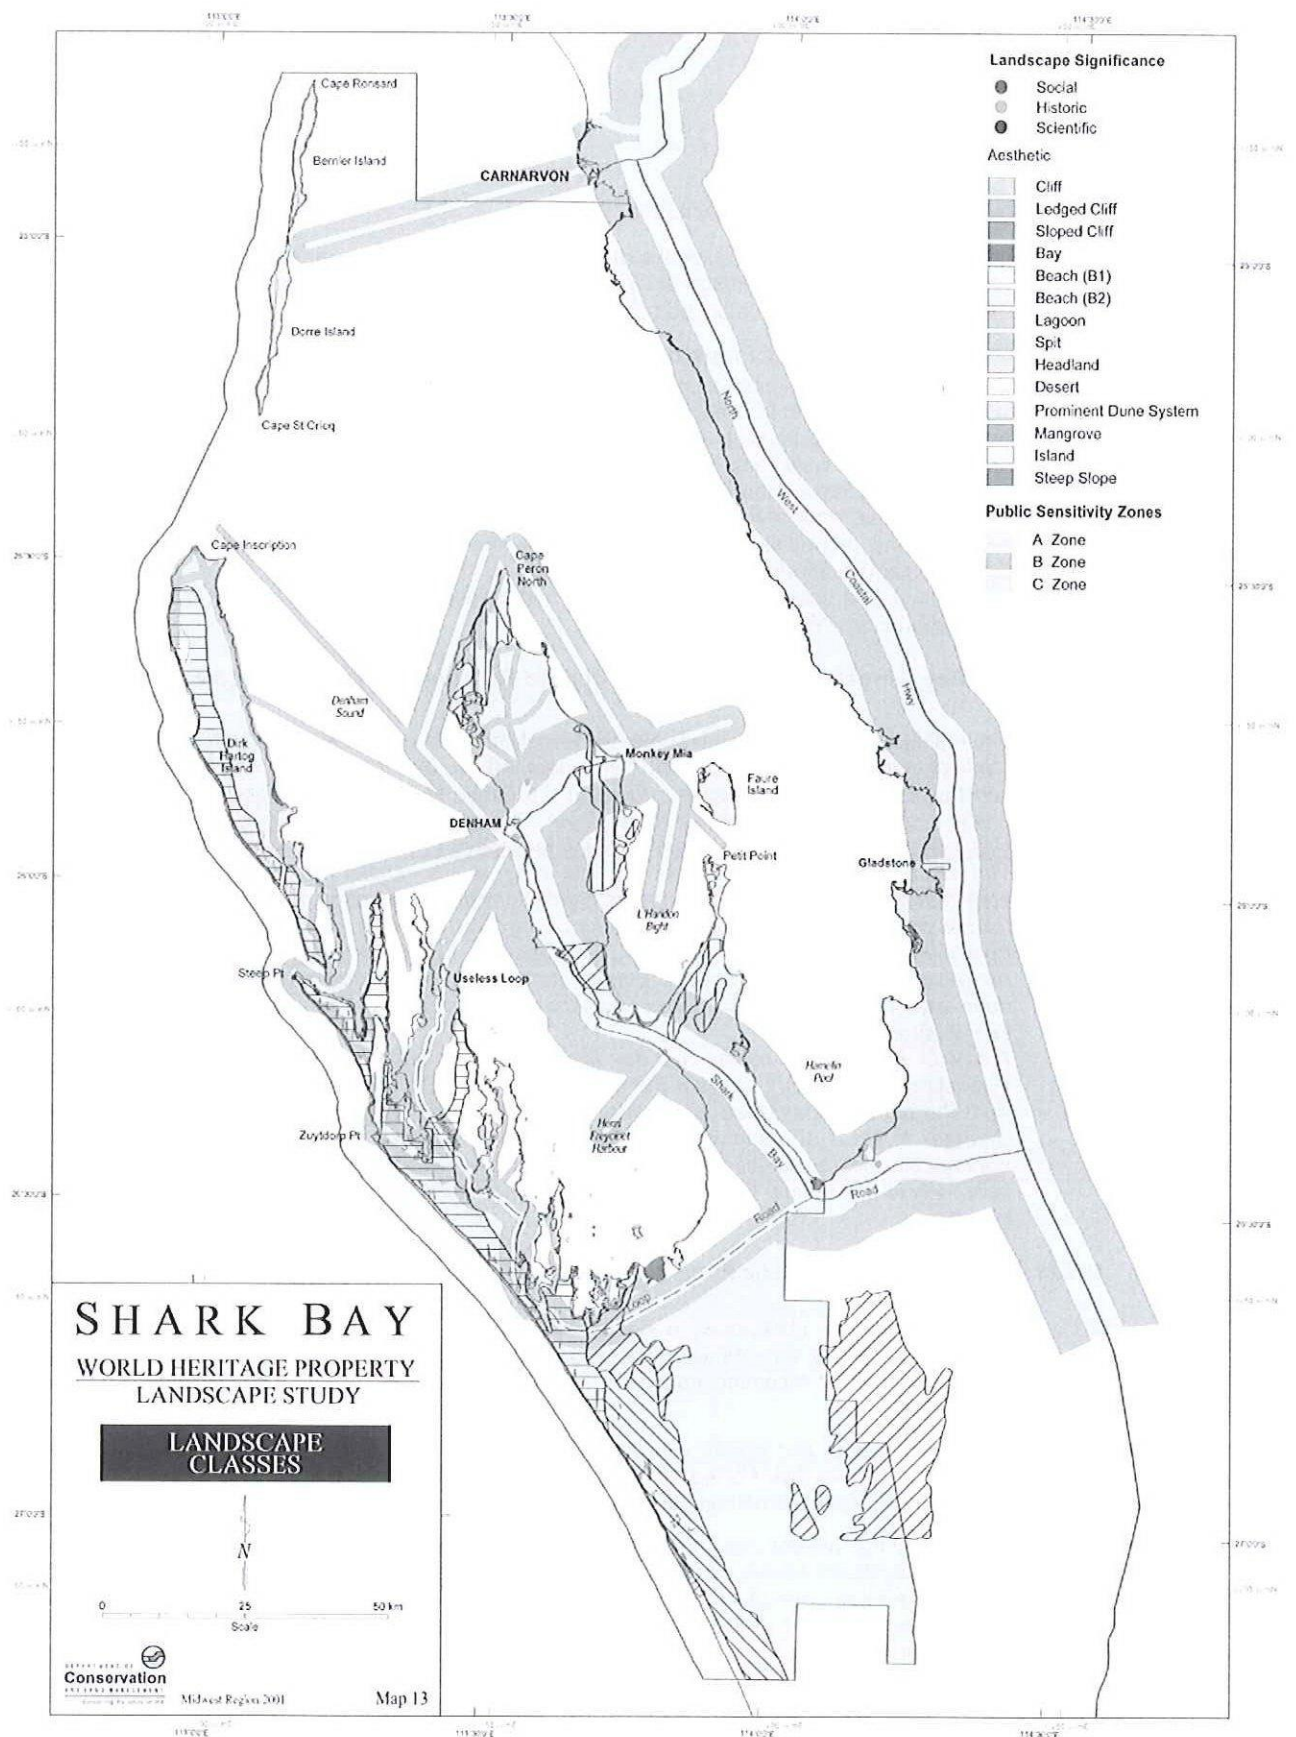 Landscape Significance
Social
Historic
Scientific
Aesthetic
Cliff
Ledged Cliff
Sloped Cliff
Bay
Beach (B1)
Beach (B2)
Lagoon
Spit
Headland
Desert
Prominent Dune System
Mangrove
Island
Steep Slope
Public Sensitivity Zones
A Zone
B Zone
C Zone
Cape Ronsard
Bernier Island
CARNARVON
Dorre Island
Cape St Cricq
North
West
Coastal
Hwy
Cape Inscription
Cape
Peron
North
Denham
Sound
Dirk
Hartog
Island
Monkey Mia
Faure
Island
DENHAM
Petit Point
Gladstone
L'Haridon
Bight
Steep Pt
Useless Loop
Hamelin
Pool
Shark
Bay
Road
Henri
Freycinet
Harbour
Zuytdorp Pt
Road
Loop
SHARK BAY
WORLD HERITAGE PROPERTY
LANDSCAPE STUDY
LANDSCAPE
CLASSES
N
0 25 50 km
Scale
DEPARTMENT OF
Conservation
AND LAND MANAGEMENT
Midwest Region 2001
Map 13